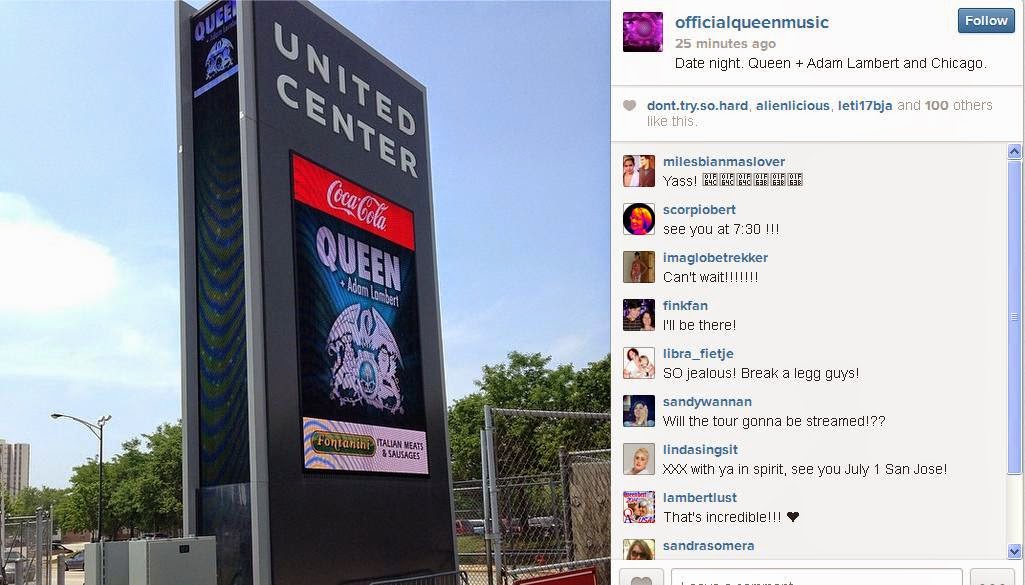 QUEEN
UNITED
CENTER
Coca-Cola
QUEEN
+ Adam Lambert
Fontanini
ITALIAN MEATS
& SAUSAGES
officialqueenmusic
Follow
25 minutes ago
Date night. Queen + Adam Lambert and Chicago.
dont.try.so.hard, alienlicious, leti17bja and 100 others
like this.
milesbianmaslover
Yass!
scorpiobert
see you at 7:30 !!!
imaglobetrekker
Can't wait!!!!!!!
finkfan
I'll be there!
libra_fietje
SO jealous! Break a legg guys!
sandywannan
Will the tour gonna be streamed!??
lindasingsit
XXX with ya in spirit, see you July 1 San Jose!
lambertlust
That's incredible!!! ❤
sandrasomera
Leave a comment...